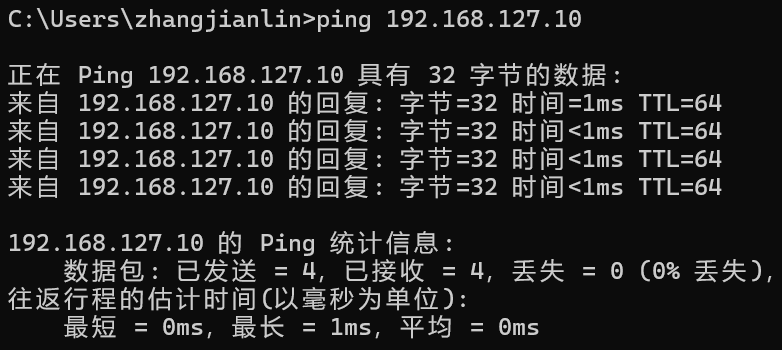 C:\Users\zhangjianlin>ping 192.168.127.10
正在 Ping 192.168.127.10 具有 32 字节的数据:
来自 192.168.127.10 的回复: 字节=32 时间=1ms TTL=64
来自 192.168.127.10 的回复: 字节=32 时间<1ms TTL=64
来自 192.168.127.10 的回复: 字节=32 时间<1ms TTL=64
来自 192.168.127.10 的回复: 字节=32 时间<1ms TTL=64
192.168.127.10 的 Ping 统计信息:
数据包: 已发送 = 4，已接收 = 4，丢失 = 0 (0% 丢失)，
往返行程的估计时间(以毫秒为单位):
最短 = 0ms，最长 = 1ms，平均 = 0ms